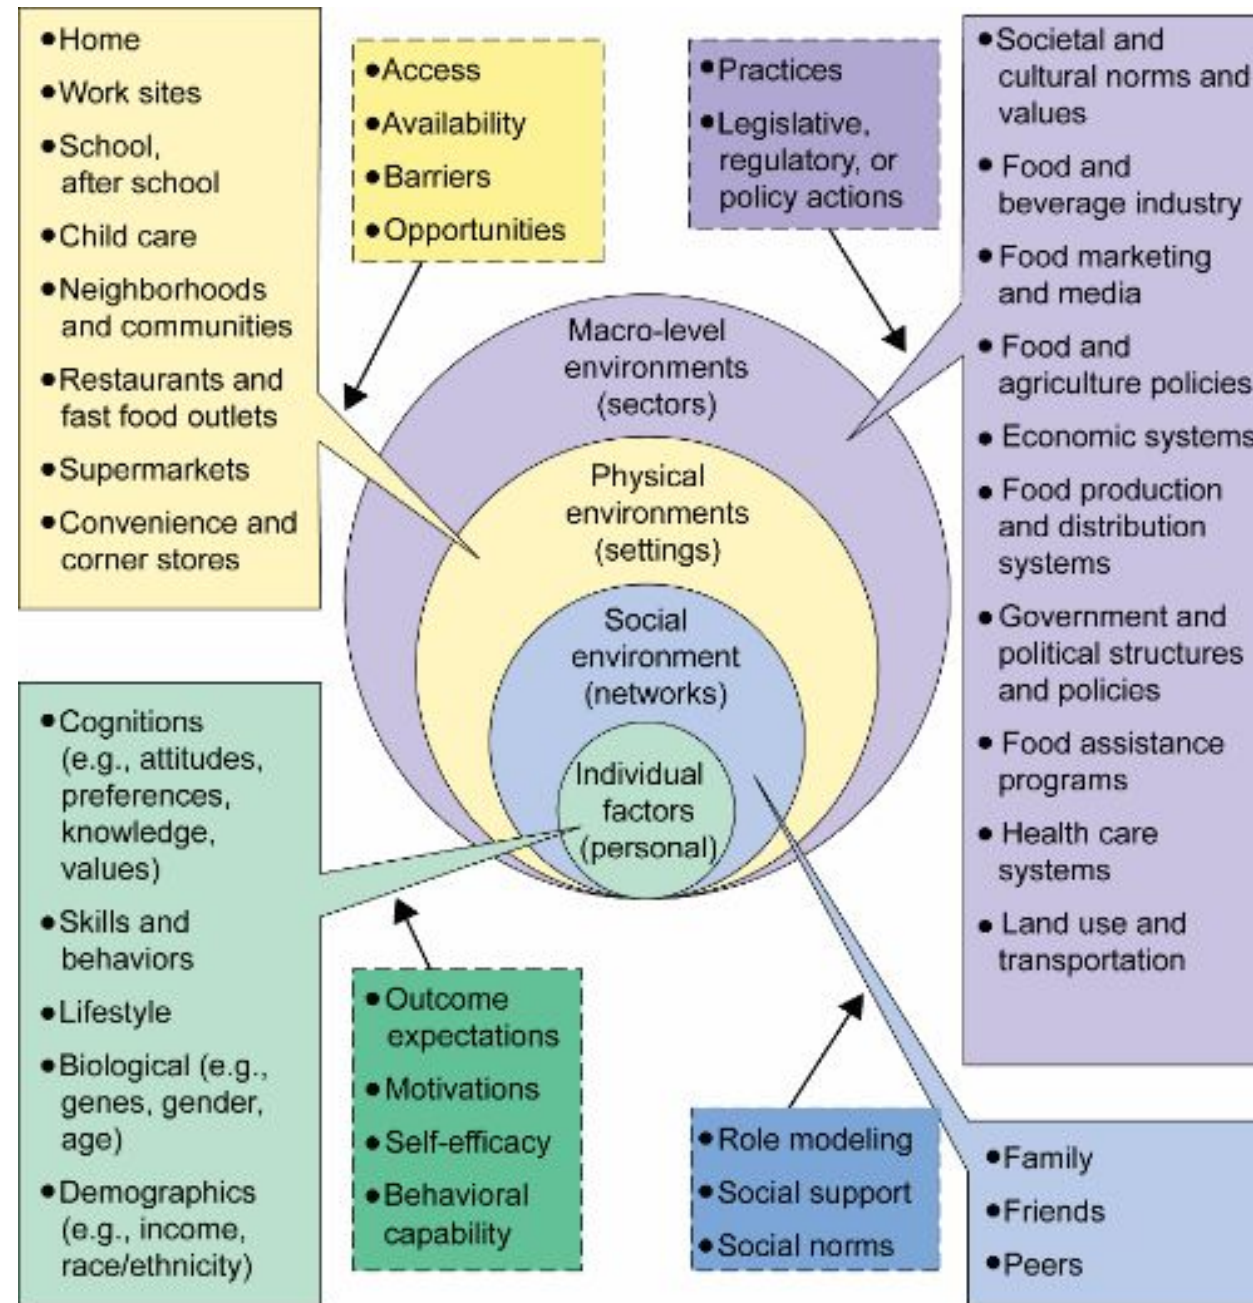 ●Home
●Work sites
●School,
after school
●Child care
●Neighborhoods
and communities
●Restaurants and
fast food outlets
●Supermarkets
●Convenience and
corner stores
●Access
●Availability
●Barriers
●Opportunities
●Practices
●Legislative,
regulatory, or
policy actions
●Societal and
cultural norms and
values
●Food and
beverage industry
●Food marketing
and media
●Food and
agriculture policies
●Economic systems
●Food production
and distribution
systems
●Government and
political structures
and policies
●Food assistance
programs
●Health care
systems
●Land use and
transportation
Macro-level
environments
(sectors)
Physical
environments
(settings)
Social
environment
(networks)
Individual
factors
(personal)
●Cognitions
(e.g., attitudes,
preferences,
knowledge,
values)
●Skills and
behaviors
●Lifestyle
●Biological (e.g.,
genes, gender,
age)
●Demographics
(e.g., income,
race/ethnicity)
●Outcome
expectations
●Motivations
●Self-efficacy
●Behavioral
capability
●Role modeling
●Social support
●Social norms
●Family
●Friends
●Peers